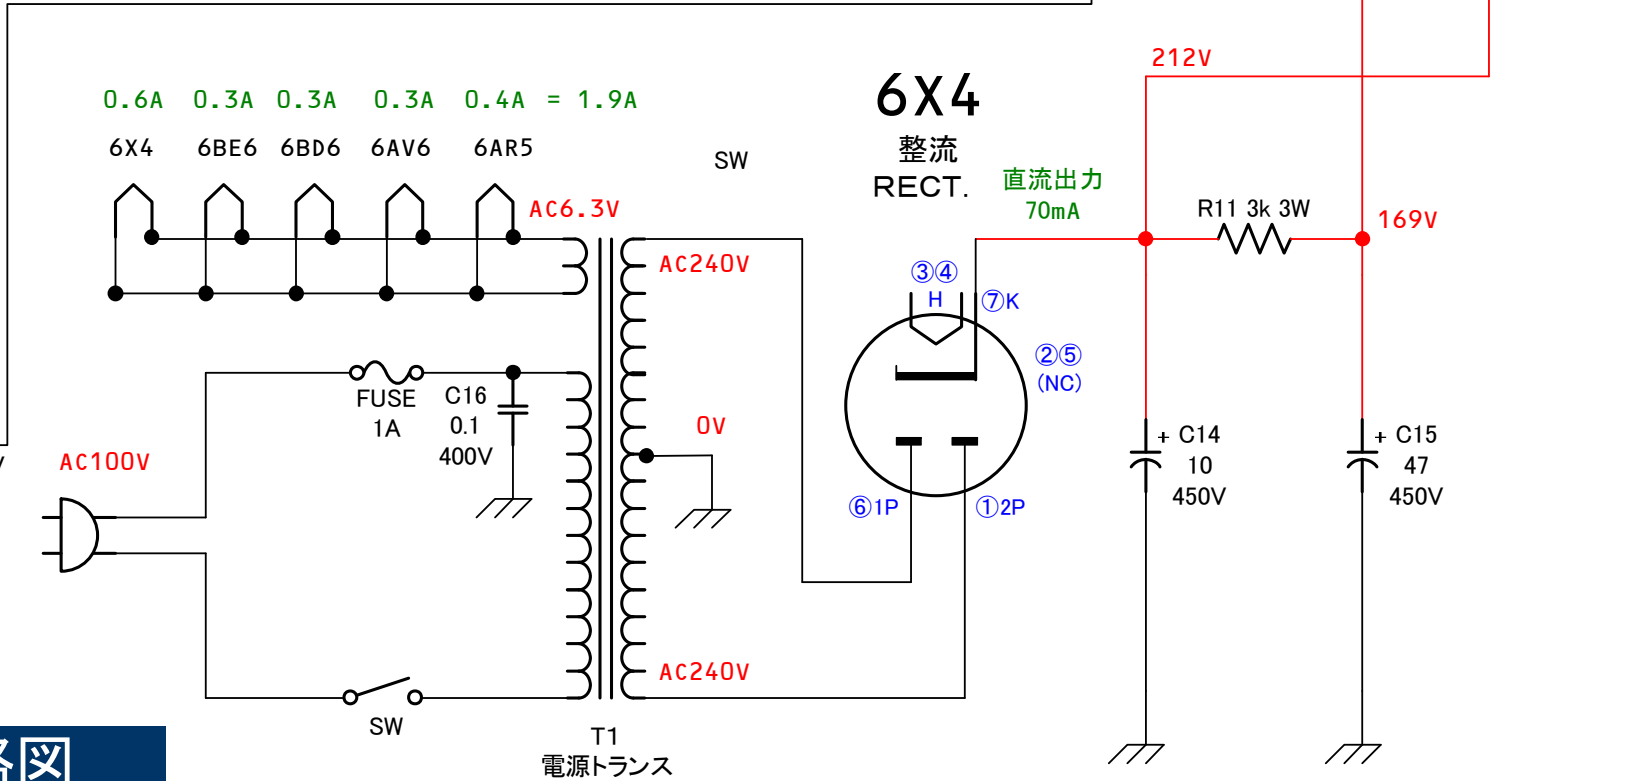 212V
0.6A 0.3A 0.3A 0.3A 0.4A = 1.9A
6X4 6BE6 6BD6 6AV6 6AR5
SW
6X4
整流
RECT.
直流出力
70mA
AC6.3V
R11 3k 3W
169V
AC240V
③④
H
⑦K
②⑤
(NC)
FUSE
1A
C16
0.1
400V
0V
AC100V
+ C14
10
450V
+ C15
47
450V
⑥1P
①2P
AC240V
SW
T1
電源トランス
図